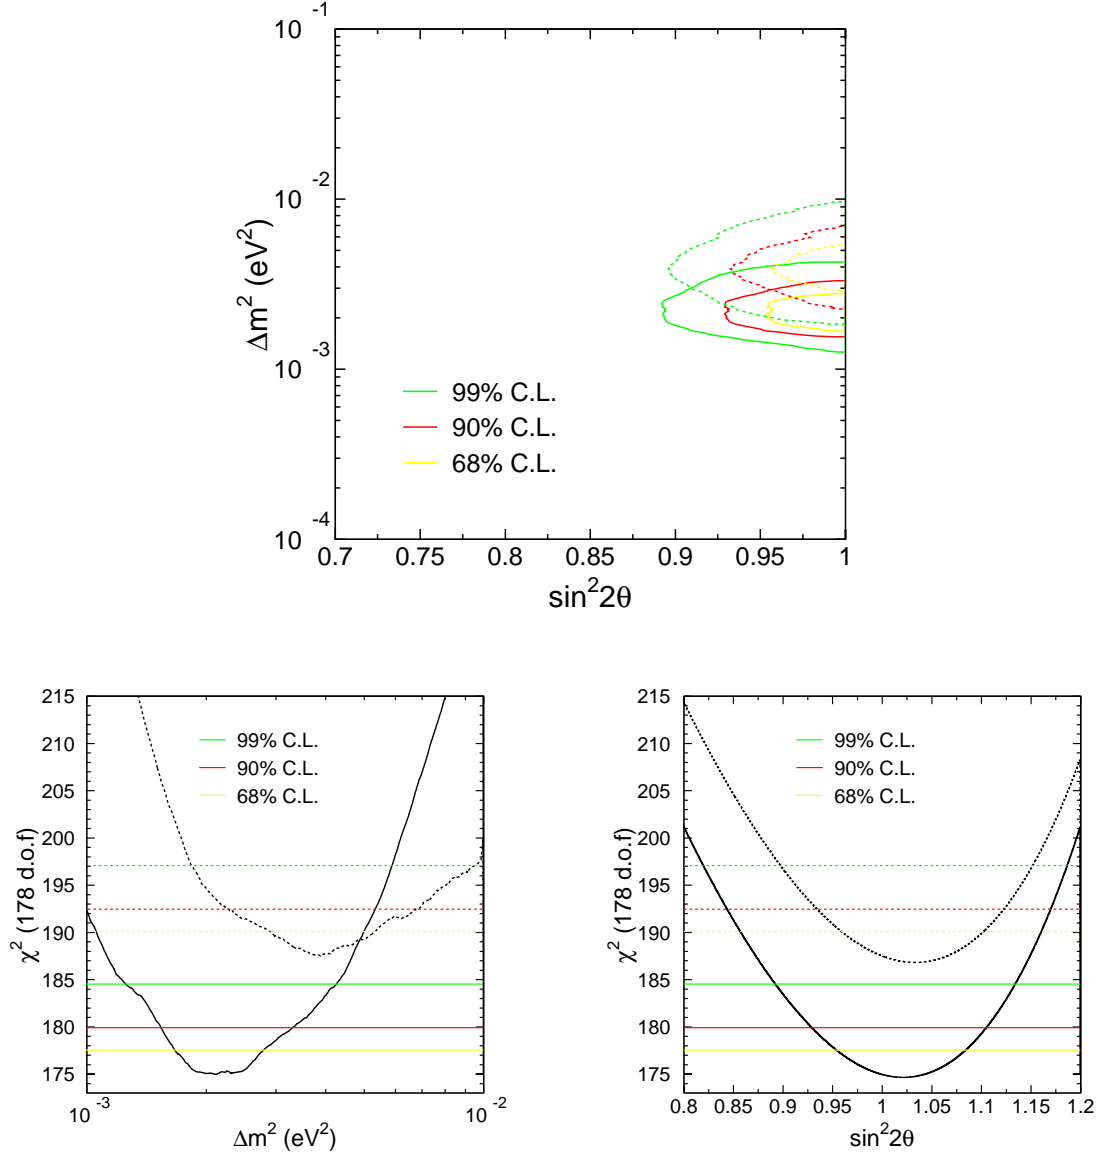 10⁻¹
10⁻²
10⁻³
10⁻⁴
Δm² (eV²)
99% C.L.
90% C.L.
68% C.L.
0.7 0.75 0.8 0.85 0.9 0.95 1
sin²2θ
215
210
205
200
195
190
185
180
175
χ² (178 d.o.f)
99% C.L.
90% C.L.
68% C.L.
10⁻³ 10⁻²
Δm² (eV²)
215
210
205
200
195
190
185
180
175
χ² (178 d.o.f)
99% C.L.
90% C.L.
68% C.L.
0.8 0.85 0.9 0.95 1 1.05 1.1 1.15 1.2
sin²2θ